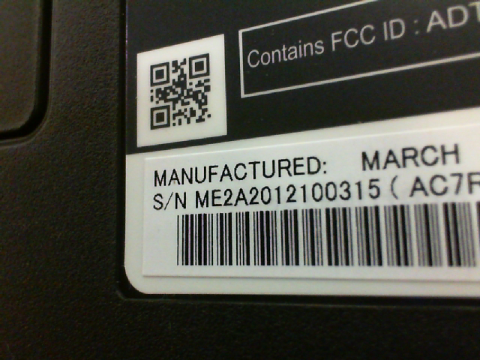 Contains FCC ID : ADT
MANUFACTURED: MARCH
S/N ME2A2012100315 ( AC7R